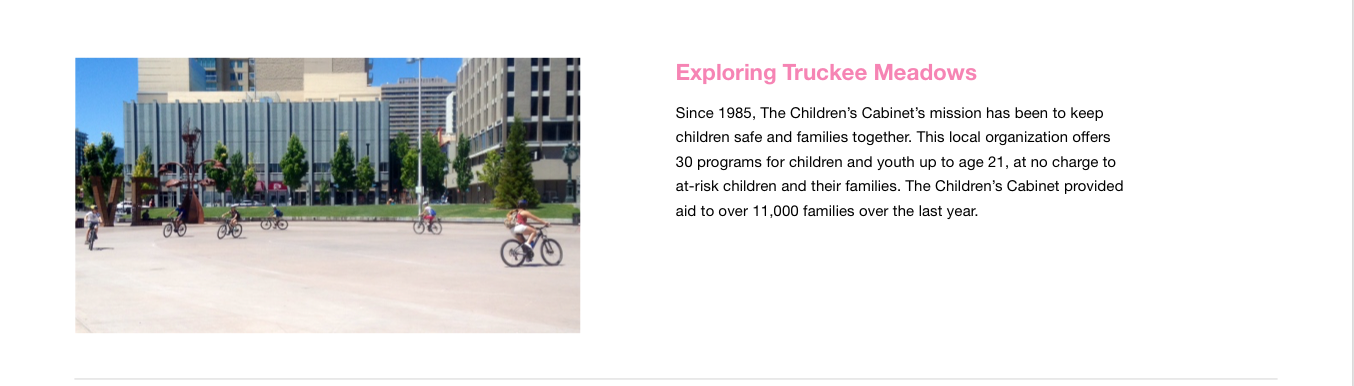 Exploring Truckee Meadows
Since 1985, The Children’s Cabinet’s mission has been to keep
children safe and families together. This local organization offers
30 programs for children and youth up to age 21, at no charge to
at-risk children and their families. The Children’s Cabinet provided
aid to over 11,000 families over the last year.